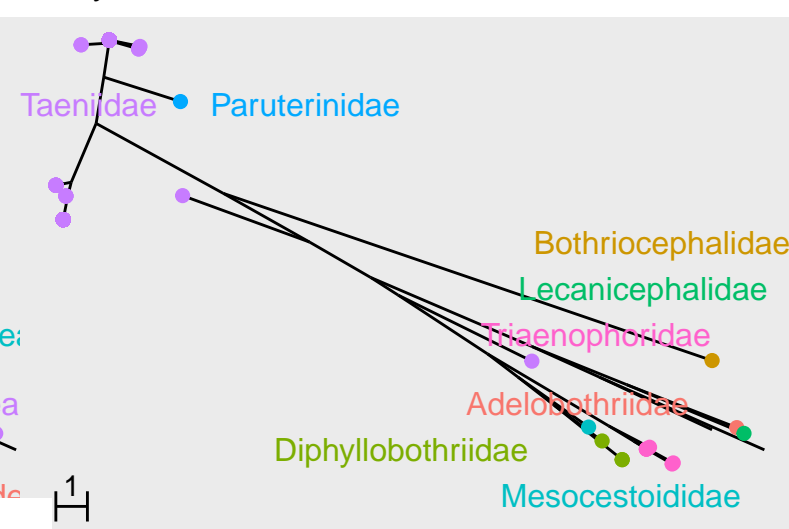 Taeniidae
Paruterinidae
Bothriocephalidae
Lecanicephalidae
Triaenophoridae
Adelobothriidae
Diphyllobothriidae
Mesocestoididae
1